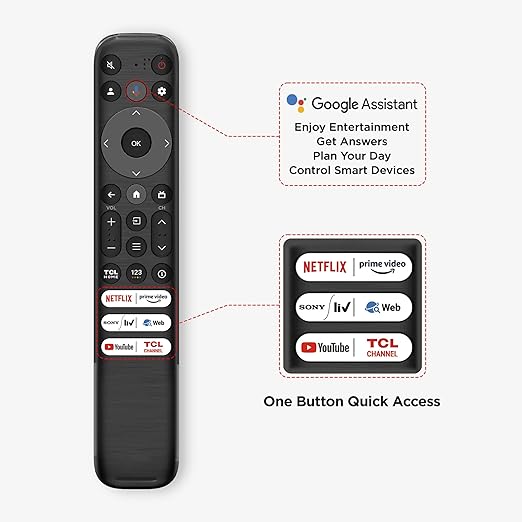 OK
VOL
CH
TCL
HOME
123
NETFLIX
prime video
SONY liv
Web
YouTube
TCL
CHANNEL
Google Assistant
Enjoy Entertainment
Get Answers
Plan Your Day
Control Smart Devices
NETFLIX
prime video
SONY liv
Web
YouTube
TCL
CHANNEL
One Button Quick Access